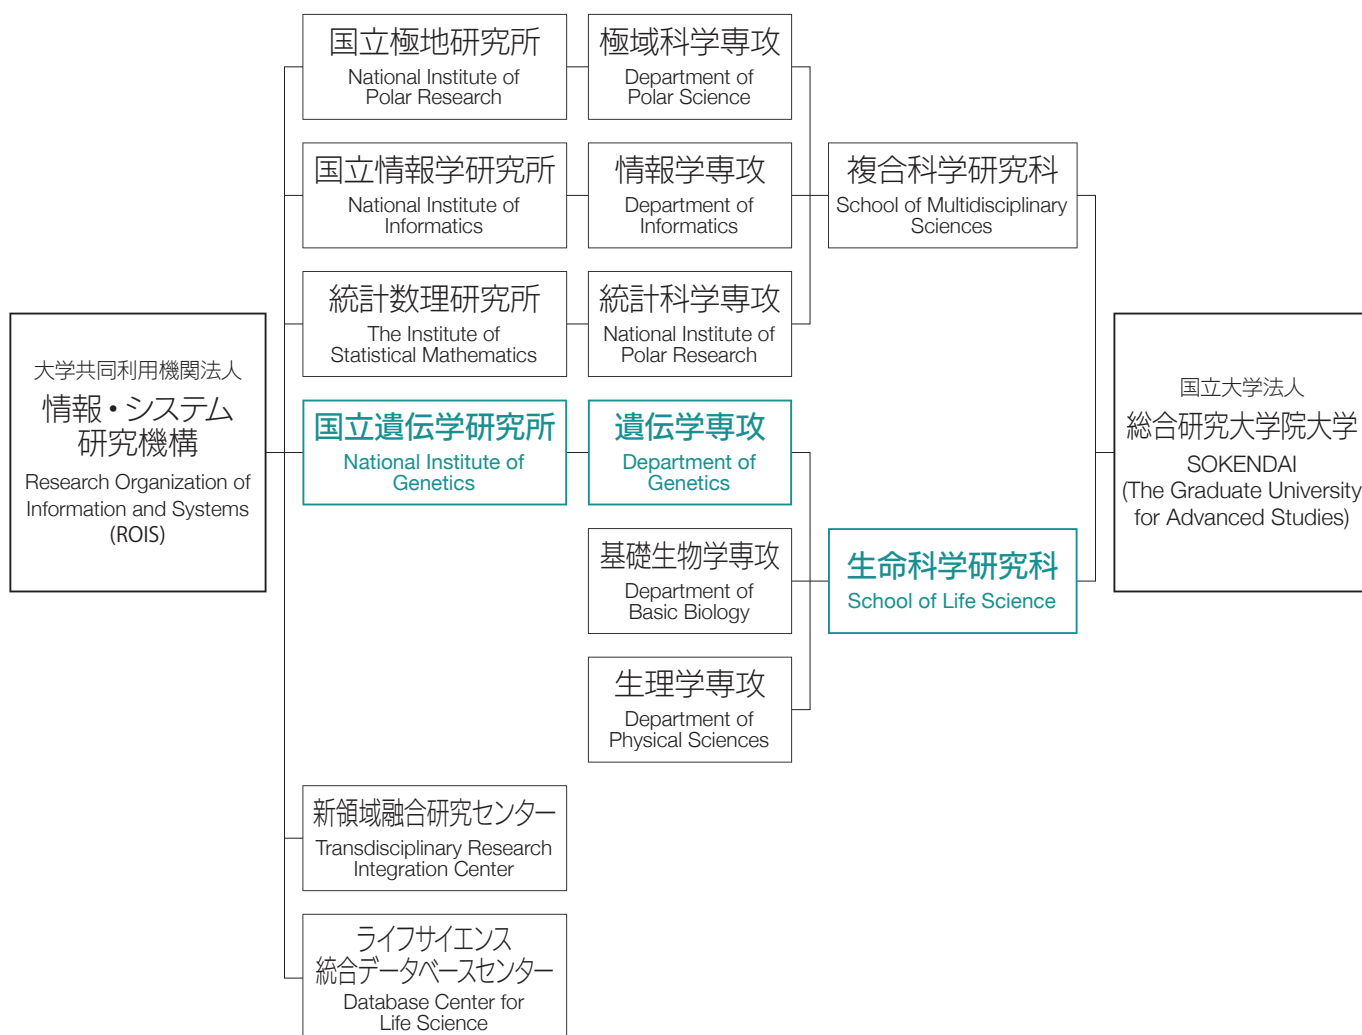 国立極地研究所
National Institute of
Polar Research
極域科学専攻
Department of
Polar Science
国立情報学研究所
National Institute of
Informatics
情報学専攻
Department of
Informatics
複合科学研究科
School of Multidisciplinary
Sciences
統計数理研究所
The Institute of
Statistical Mathematics
統計科学専攻
National Institute of
Polar Research
大学共同利用機関法人
情報・システム
研究機構
Research Organization of
Information and Systems
(ROIS)
国立遺伝学研究所
National Institute of
Genetics
遺伝学専攻
Department of
Genetics
国立大学法人
総合研究大学院大学
SOKENDAI
(The Graduate University
for Advanced Studies)
基礎生物学専攻
Department of
Basic Biology
生命科学研究科
School of Life Science
生理学専攻
Department of
Physical Sciences
新領域融合研究センター
Transdisciplinary Research
Integration Center
ライフサイエンス
統合データベースセンター
Database Center for
Life Science